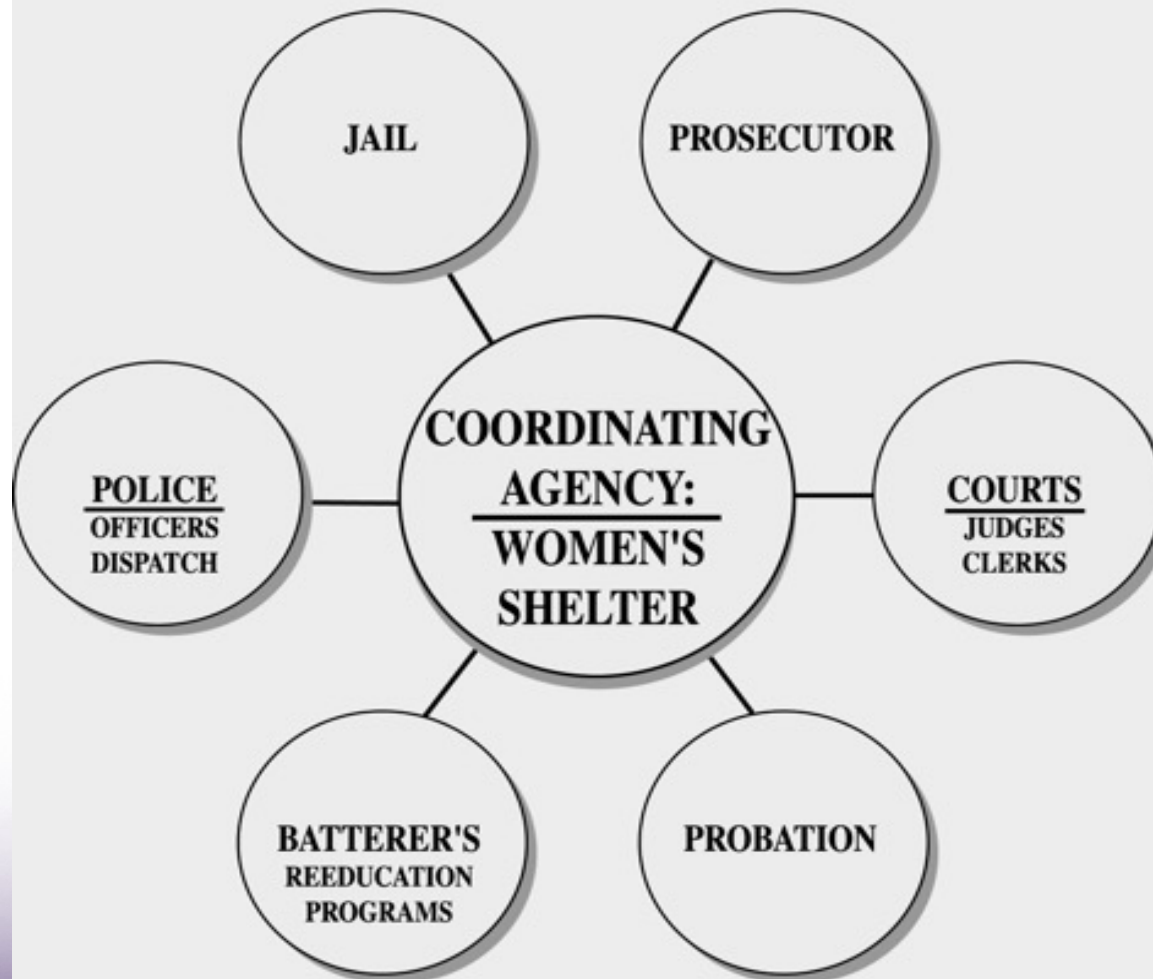 JAIL
PROSECUTOR
COORDINATING
AGENCY:
WOMEN'S
SHELTER
POLICE
OFFICERS
DISPATCH
COURTS
JUDGES
CLERKS
BATTERER'S
REEDUCATION
PROGRAMS
PROBATION